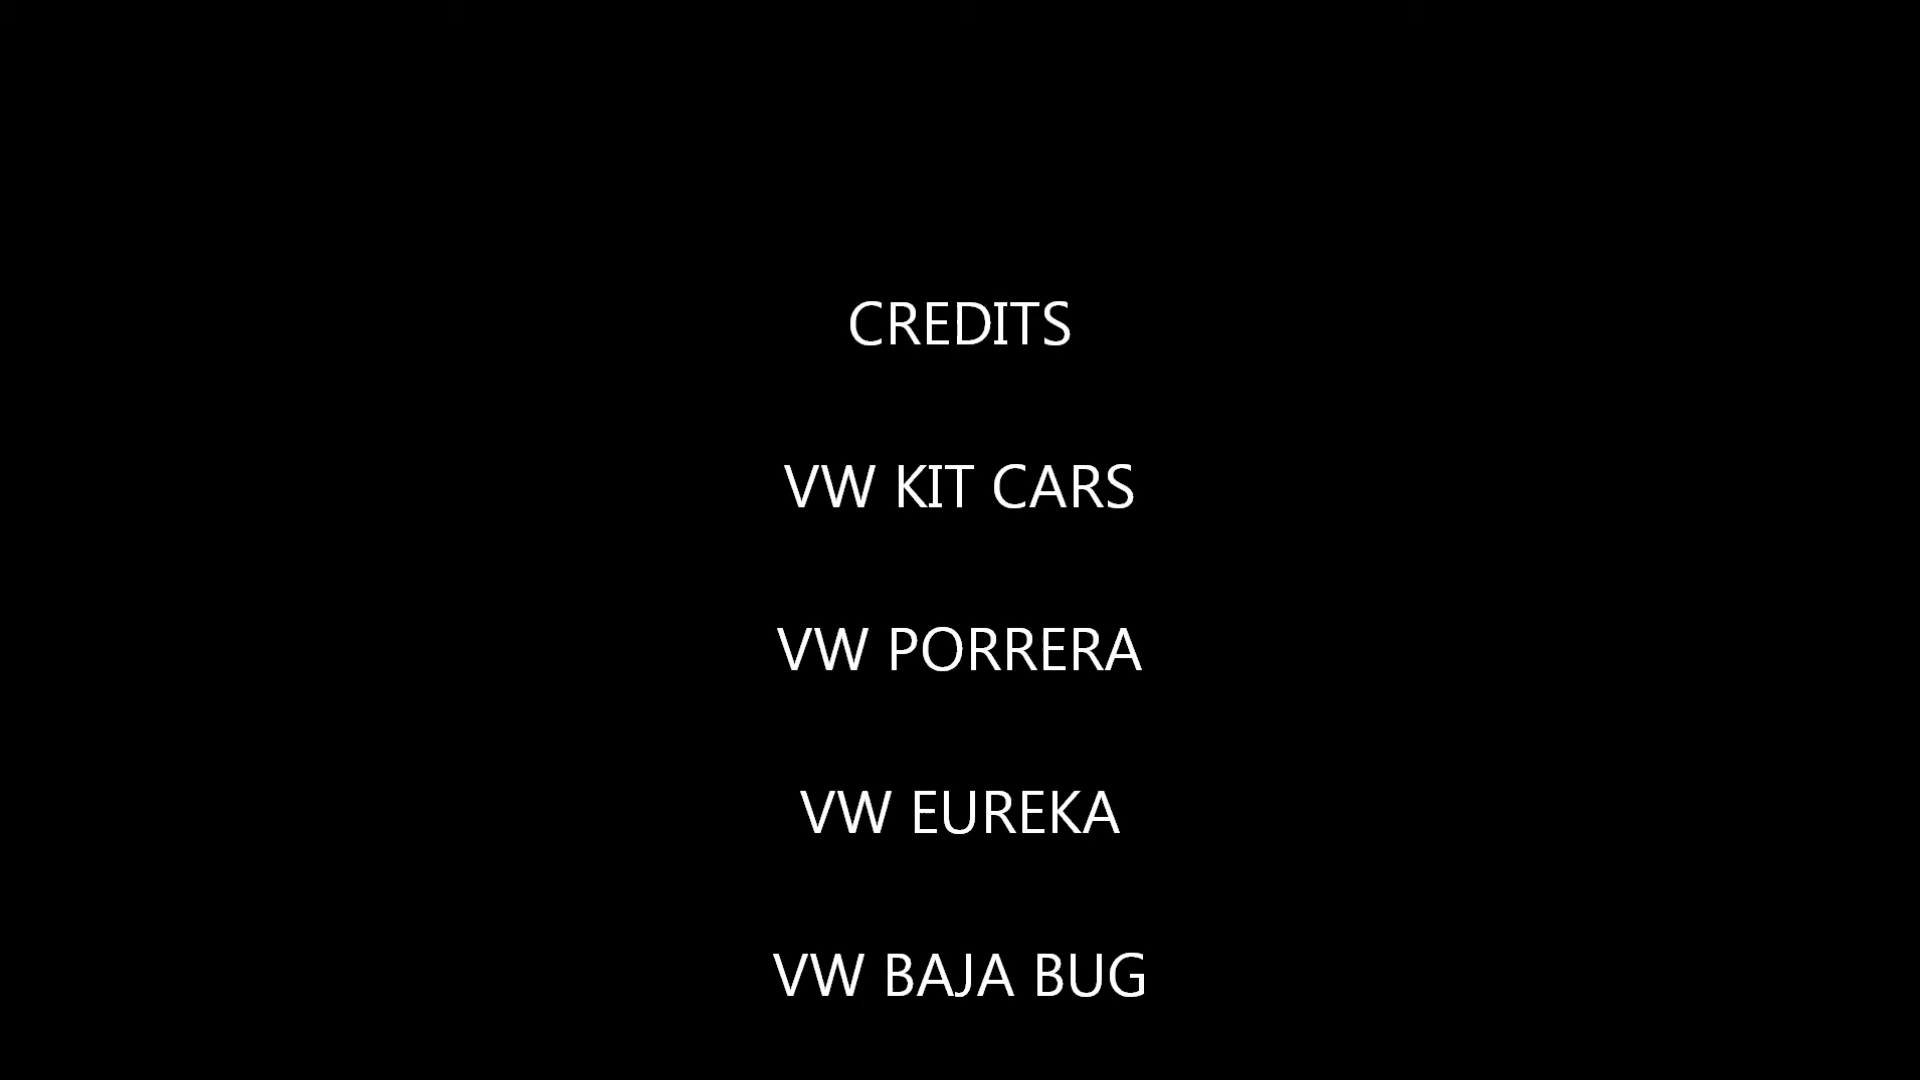 CREDITS
VW KIT CARS
VW PORRERA
VW EUREKA
VW BAJA BUG